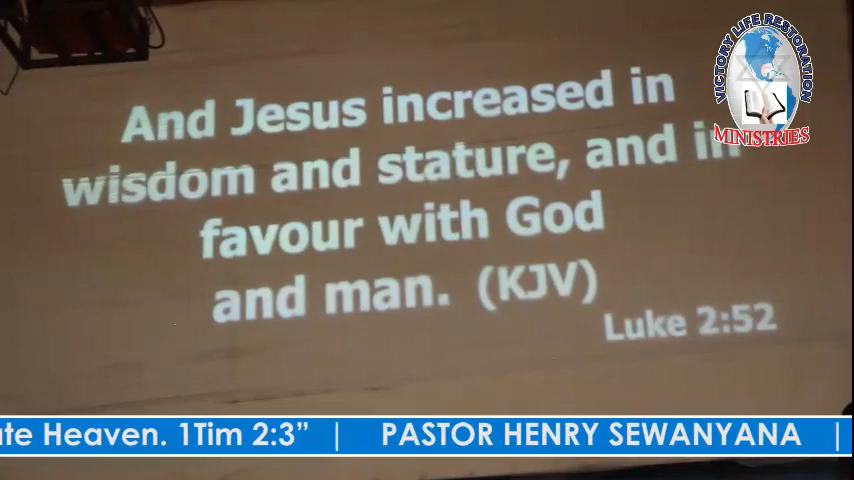 And Jesus increased in
wisdom and stature, and in
favour with God
and man. (KJV)
Luke 2:52
VICTORY LIFE RESTORATION
MINISTRIES
ate Heaven. 1Tim 2:3” | PASTOR HENRY SEWANYANA |